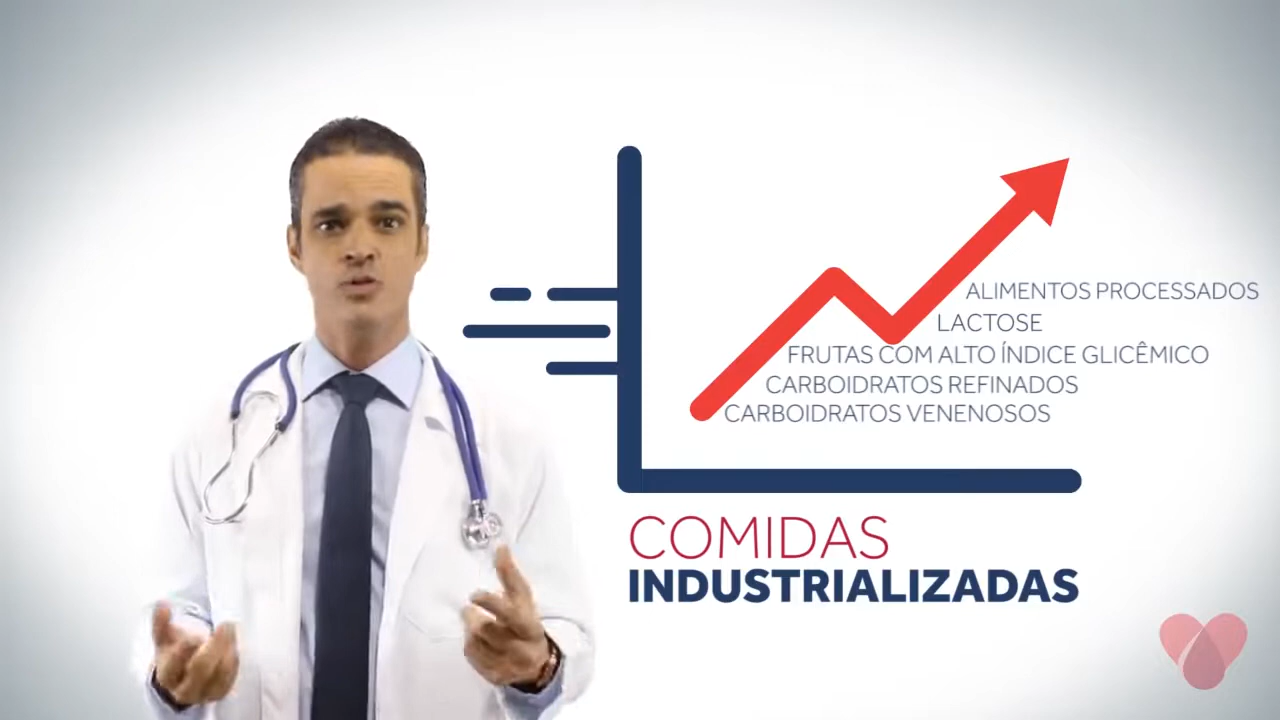 ALIMENTOS PROCESSADOS
LACTOSE
FRUTAS COM ALTO ÍNDICE GLICÊMICO
CARBOIDRATOS REFINADOS
CARBOIDRATOS VENENOSOS
COMIDAS
INDUSTRIALIZADAS